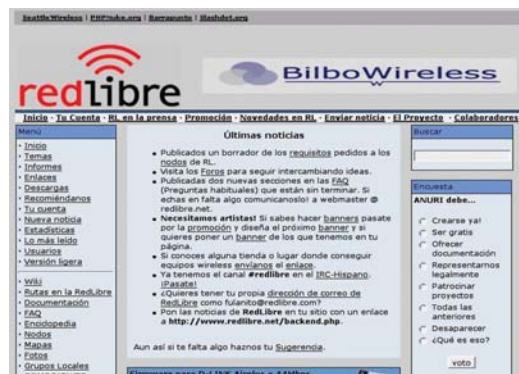 SeattleWireless | PHPNuke.org | Barrapunto | Slashdot.org
redlibre
BilboWireless
Inicio · Tu Cuenta · RL en la prensa · Promoción · Novedades en RL · Enviar noticia · El Proyecto · Colaboradores
Menú
· Inicio
· Temas
· Informes
· Enlaces
· Descargas
· Recomiéndanos
· Tu cuenta
· Nueva noticia
· Estadísticas
· Lo más leído
· Usuarios
· Versión ligera
· Wiki
· Rutas en la RedLibre
· Documentación
· FAQ
· Enciclopedia
· Nodos
· Mapas
· Fotos
· Grupos Locales
Últimas noticias
• Publicados un borrador de los requisitos pedidos a los
nodos de RL.
• Visita los Foros para seguir intercambiando ideas.
• Publicadas dos nuevas secciones en las FAQ
(Preguntas habituales) que están sin terminar. Si
echas en falta algo comunicanoslo! a webmaster @
redlibre.net.
• Necesitamos artistas! Si sabes hacer banners pasate
por la promoción y diseña el próximo banner y si
quieres poner un banner de los que tenemos en tu
página.
• Si conoces alguna tienda o lugar donde conseguir
equipos wireless envíanos el enlace.
• Ya tenemos el canal #redlibre en el IRC-Hispano.
¡Pasate!
• ¿Quieres tener tu propia dirección de correo de
RedLibre como fulanito@redlibre.com?
• Pon las noticias de RedLibre en tu sitio con un enlace
a http://www.redlibre.net/backend.php.
Aun así si te falta algo haznos tu Sugerencia.
Firmware para D-LINK Airplus a 44Mbps
Buscar
Encuesta
ANURI debe...
Crearse ya!
Ser gratis
Ofrecer
documentación
Representarnos
legalmente
Patrocinar
proyectos
Todas las
anteriores
Desaparecer
¿Qué es eso?
voto